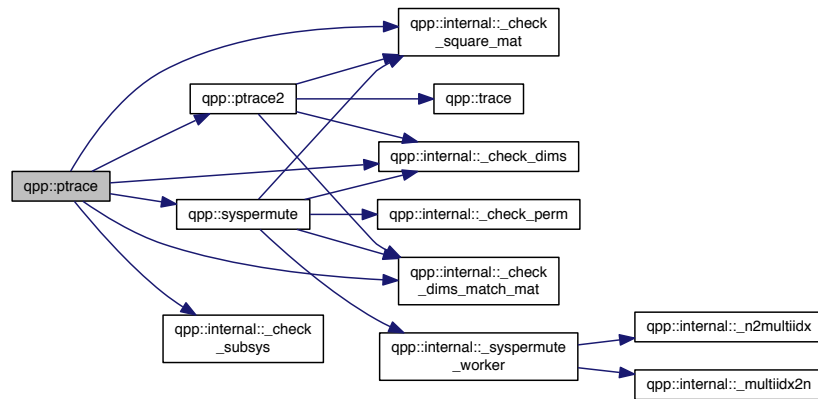 qpp::internal::_check
_square_mat
qpp::ptrace2
qpp::trace
qpp::internal::_check_dims
qpp::ptrace
qpp::syspermute
qpp::internal::_check_perm
qpp::internal::_check
_dims_match_mat
qpp::internal::_check
_subsys
qpp::internal::_syspermute
_worker
qpp::internal::_n2multiidx
qpp::internal::_multiidx2n